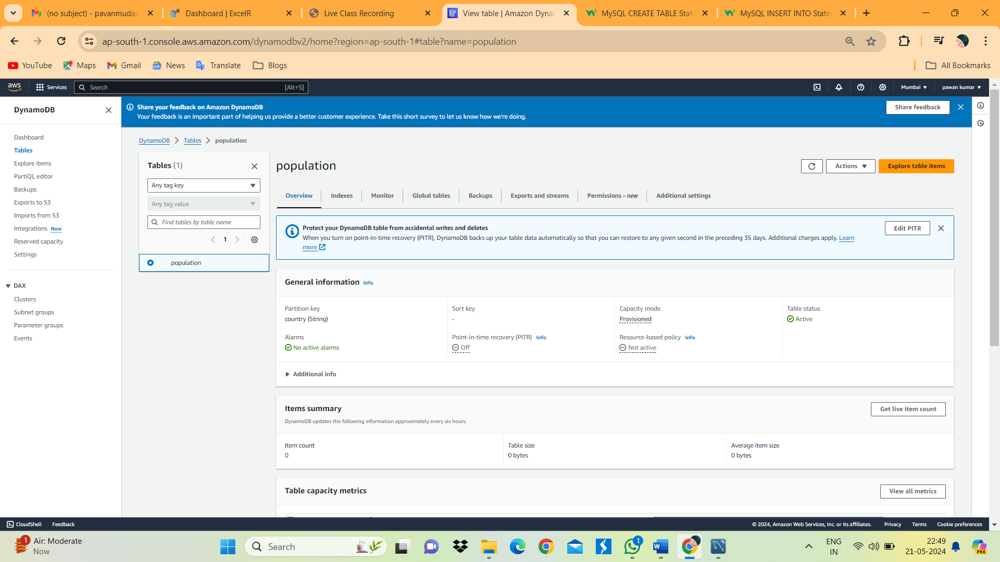 (no subject) - pavanmudan
Dashboard | ExcelR
Live Class Recording
View table | Amazon Dynam
MySQL CREATE TABLE Stat
MySQL INSERT INTO State
ap-south-1.console.aws.amazon.com/dynamodbv2/home?region=ap-south-1#table?name=population
YouTube
Maps
Gmail
News
Translate
Blogs
All Bookmarks
aws
Services
Search
[Alt+S]
Mumbai
pawan kumar
DynamoDB
Share your feedback on Amazon DynamoDB
Your feedback is an important part of helping us provide a better customer experience. Take this short survey to let us know how we're doing.
Share feedback
Dashboard
Tables
Explore items
PartiQL editor
Backups
Exports to S3
Imports from S3
Integrations New
Reserved capacity
Settings
DAX
Clusters
Subnet groups
Parameter groups
Events
DynamoDB
Tables
population
Tables (1)
Any tag key
Any tag value
Find tables by table name
1
population
population
Actions
Explore table items
Overview
Indexes
Monitor
Global tables
Backups
Exports and streams
Permissions - new
Additional settings
Protect your DynamoDB table from accidental writes and deletes
When you turn on point-in-time recovery (PITR), DynamoDB backs up your table data automatically so that you can restore to any given second in the preceding 35 days. Additional charges apply. Learn
more
Edit PITR
General information Info
Partition key
country (String)
Sort key
-
Capacity mode
Provisioned
Table status
Active
Alarms
No active alarms
Point-in-time recovery (PITR) Info
Off
Resource-based policy Info
Not active
Additional info
Items summary
DynamoDB updates the following information approximately every six hours.
Get live item count
Item count
0
Table size
0 bytes
Average item size
0 bytes
Table capacity metrics
View all metrics
CloudShell
Feedback
© 2024, Amazon Web Services, Inc. or its affiliates.
Privacy
Terms
Cookie preferences
1
Air: Moderate
Now
Search
1
ENG
IN
22:49
21-05-2024
PRE